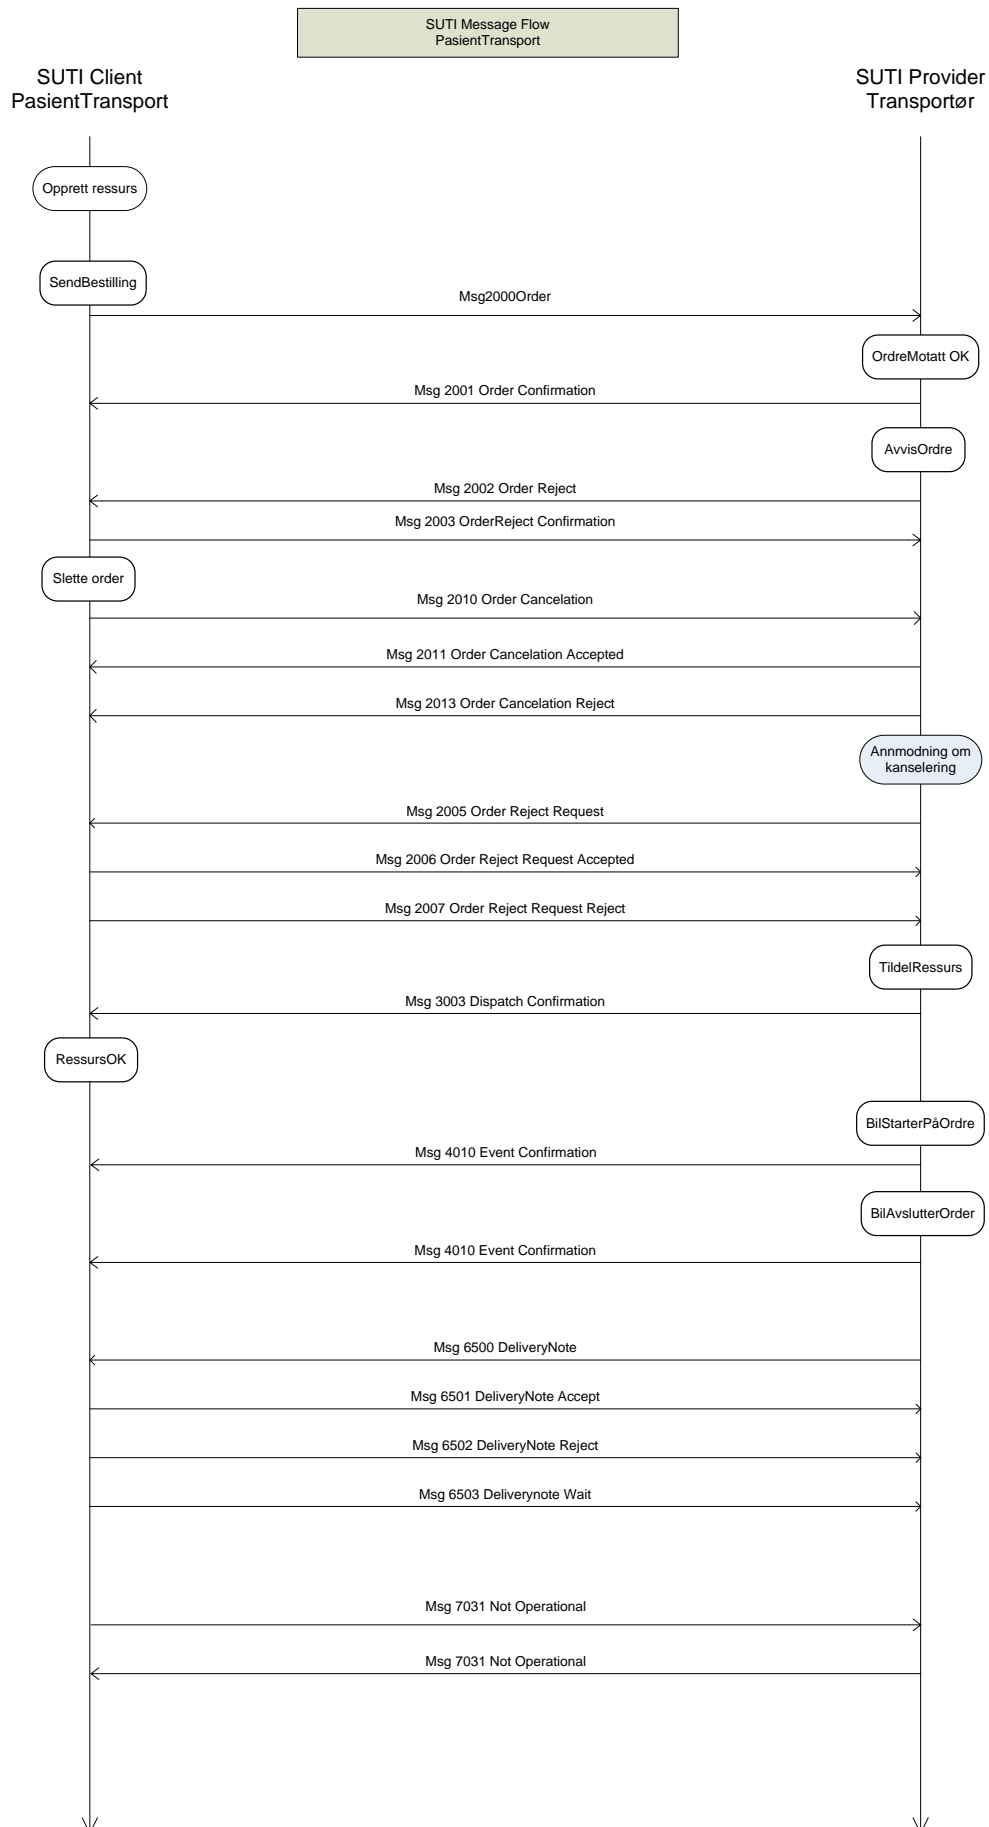 SUTI Message Flow
PasientTransport
SUTI Client
PasientTransport
SUTI Provider
Transportør
Opprett ressurs
SendBestilling
Msg2000Order
OrdreMotatt OK
Msg 2001 Order Confirmation
AvvisOrdre
Msg 2002 Order Reject
Msg 2003 OrderReject Confirmation
Slette order
Msg 2010 Order Cancelation
Msg 2011 Order Cancelation Accepted
Msg 2013 Order Cancelation Reject
Annmodning om
kanselering
Msg 2005 Order Reject Request
Msg 2006 Order Reject Request Accepted
Msg 2007 Order Reject Request Reject
TildelRessurs
Msg 3003 Dispatch Confirmation
RessursOK
BilStarterPåOrdre
Msg 4010 Event Confirmation
BilAvslutterOrder
Msg 4010 Event Confirmation
Msg 6500 DeliveryNote
Msg 6501 DeliveryNote Accept
Msg 6502 DeliveryNote Reject
Msg 6503 Deliverynote Wait
Msg 7031 Not Operational
Msg 7031 Not Operational